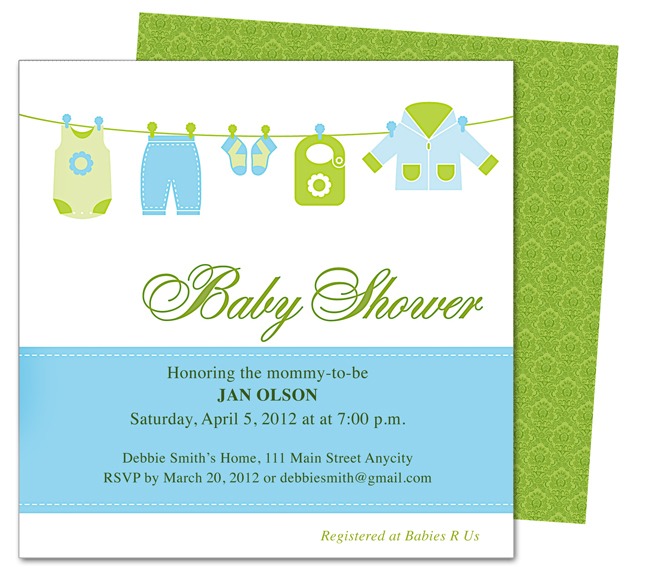 Baby Shower
Honoring the mommy-to-be
JAN OLSON
Saturday, April 5, 2012 at at 7:00 p.m.
Debbie Smith's Home, 111 Main Street Anycity
RSVP by March 20, 2012 or debbiesmith@gmail.com
Registered at Babies R Us